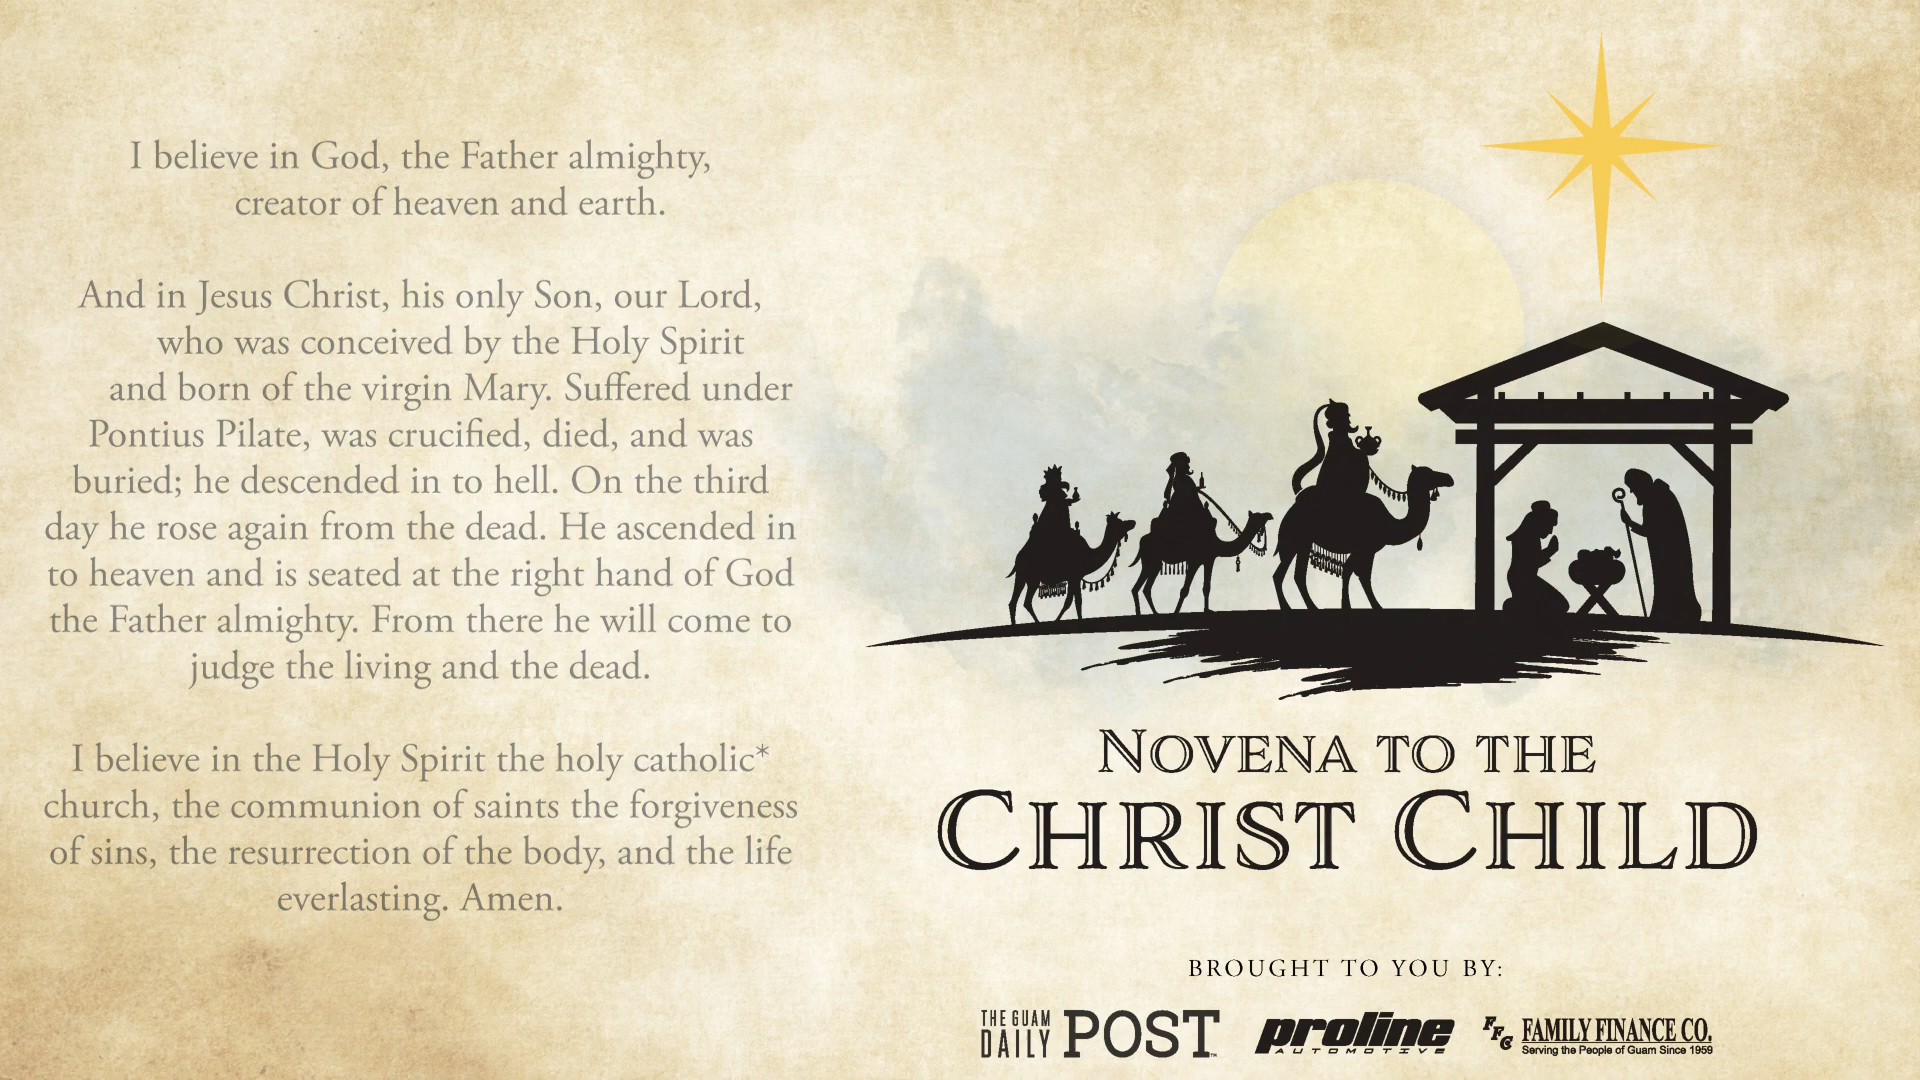 I believe in God, the Father almighty,
creator of heaven and earth.
And in Jesus Christ, his only Son, our Lord,
who was conceived by the Holy Spirit
and born of the virgin Mary. Suffered under
Pontius Pilate, was crucified, died, and was
buried; he descended in to hell. On the third
day he rose again from the dead. He ascended in
to heaven and is seated at the right hand of God
the Father almighty. From there he will come to
judge the living and the dead.
I believe in the Holy Spirit the holy catholic*
church, the communion of saints the forgiveness
of sins, the resurrection of the body, and the life
everlasting. Amen.
NOVENA TO THE
CHRIST CHILD
BROUGHT TO YOU BY:
THE GUAM
DAILY POST™
proline
AUTOMOTIVE
FFC FAMILY FINANCE CO.
Serving the People of Guam Since 1959